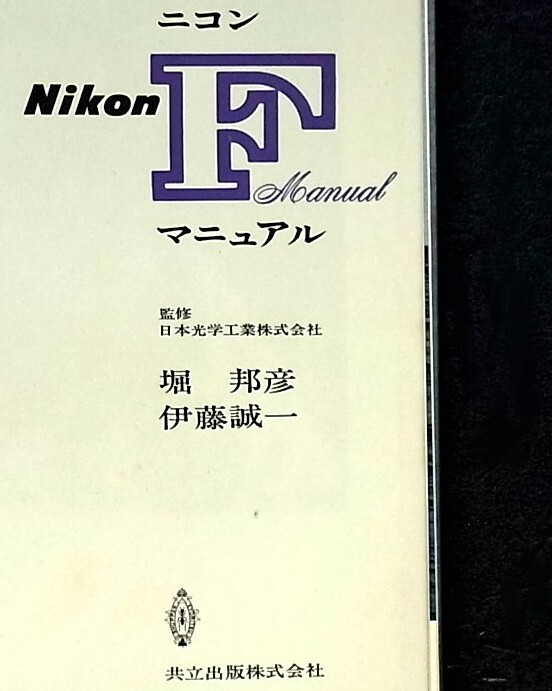 ニコン
Nikon F Manual
マニュアル
監修
日本光学工業株式会社
堀 邦彦
伊藤誠一
共立出版株式会社